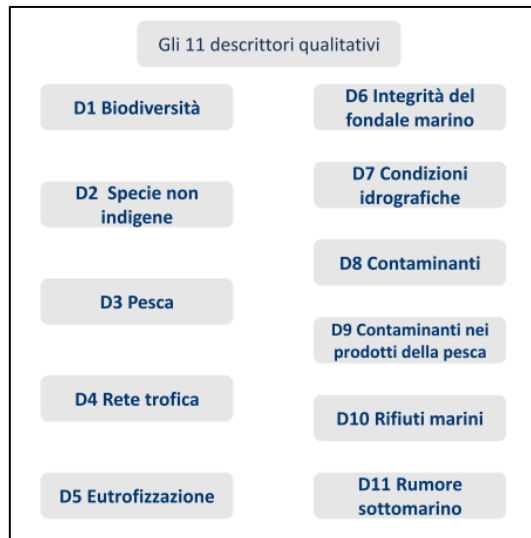 Gli 11 descrittori qualitativi
D1 Biodiversità
D2 Specie non
indigene
D3 Pesca
D4 Rete trofica
D5 Eutrofizzazione
D6 Integrità del
fondale marino
D7 Condizioni
idrografiche
D8 Contaminanti
D9 Contaminanti nei
prodotti della pesca
D10 Rifiuti marini
D11 Rumore
sottomarino